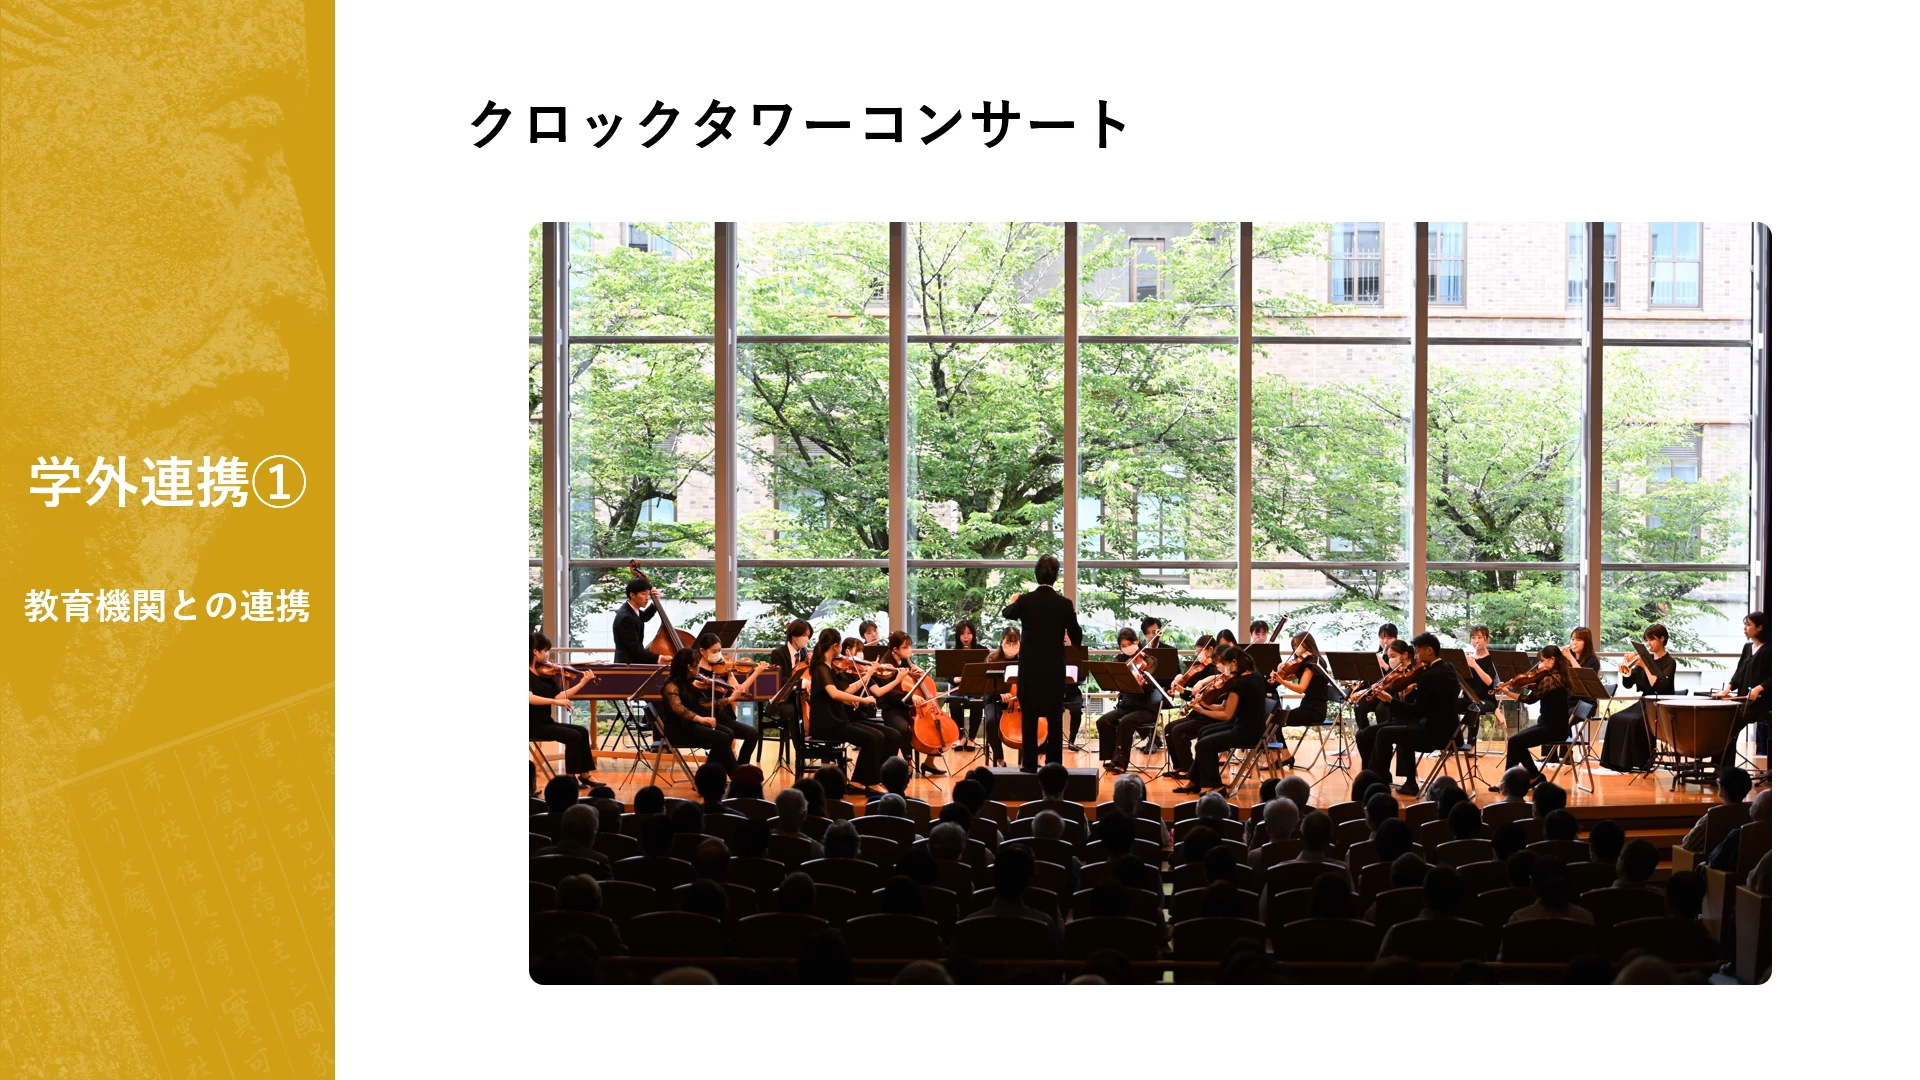 クロックタワーコンサート
学外連携①
教育機関との連携